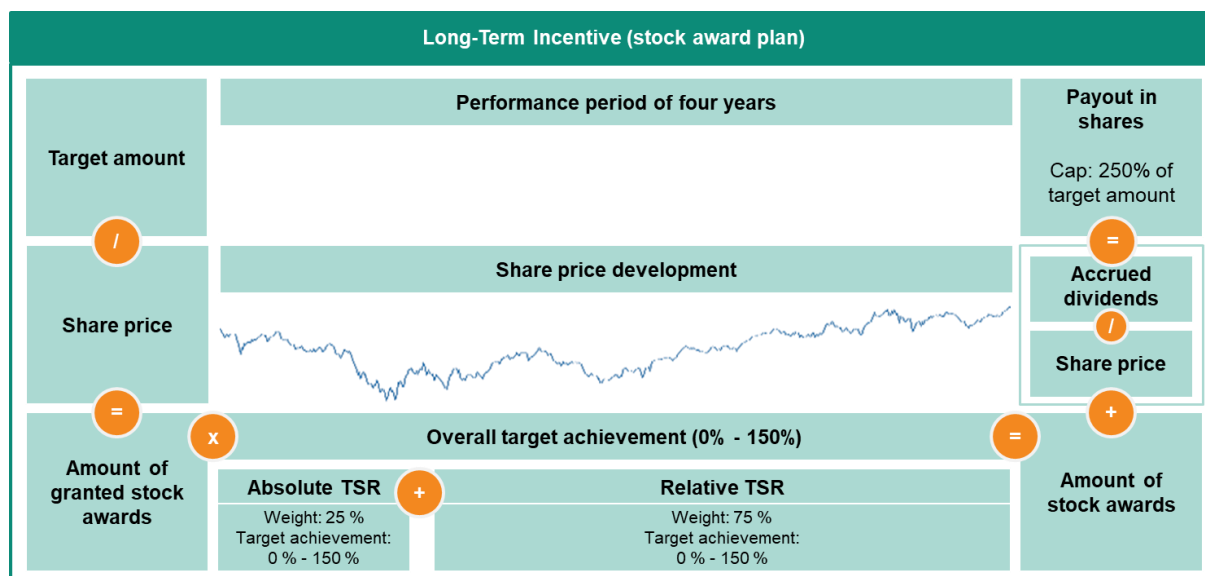 Long-Term Incentive (stock award plan)
Target amount
/
Share price
=
Amount of
granted stock
awards
x
Performance period of four years
Share price development
Overall target achievement (0% - 150%)
Absolute TSR
Weight: 25 %
Target achievement:
0 % - 150 %
+
Relative TSR
Weight: 75 %
Target achievement:
0 % - 150 %
=
Payout in
shares
Cap: 250% of
target amount
=
Accrued
dividends
/
Share price
+
Amount of
stock awards